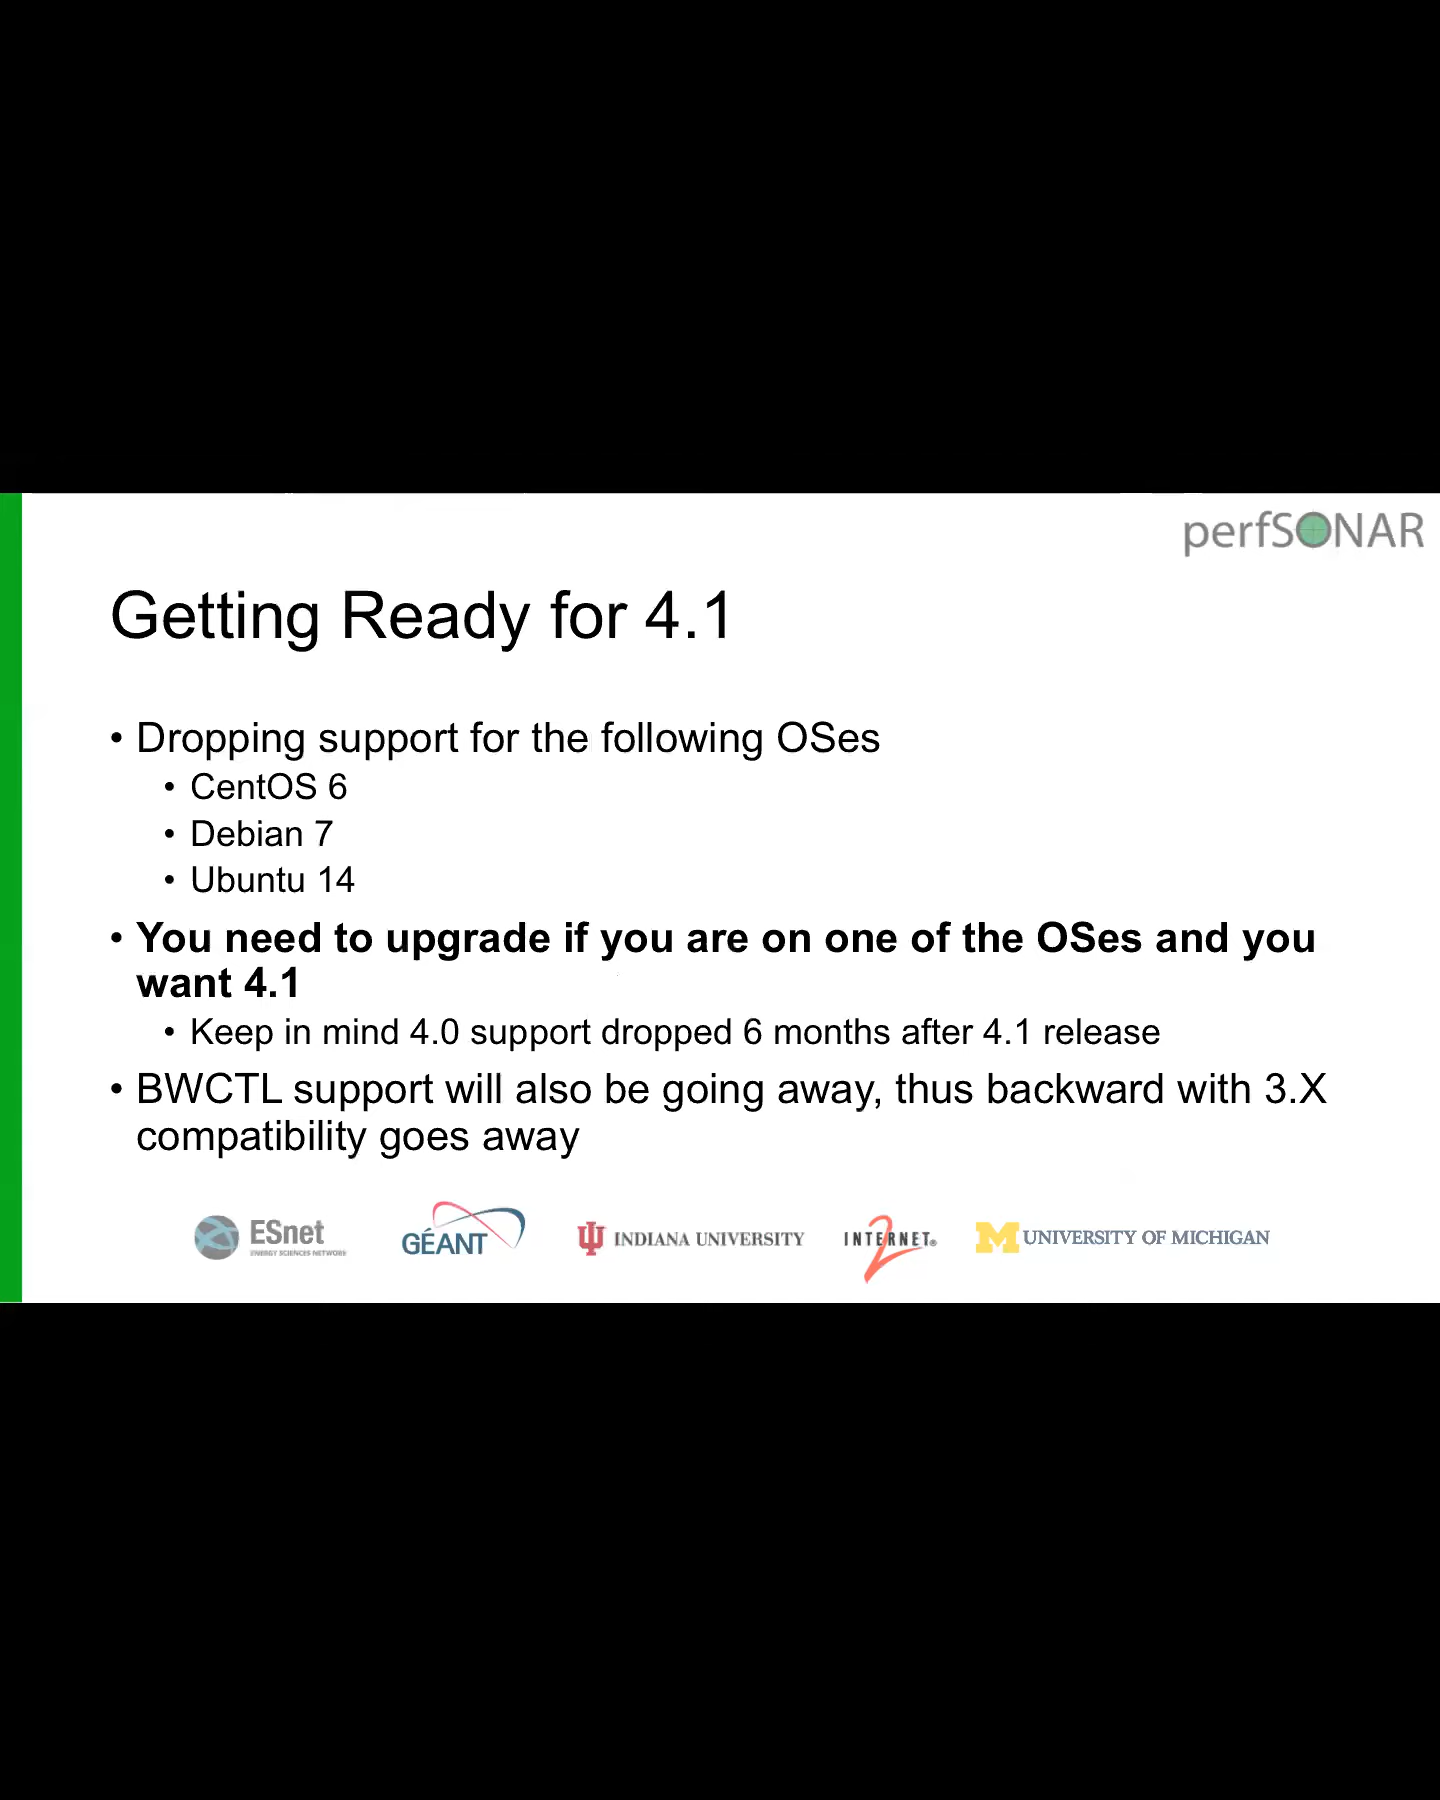 perfSONAR
Getting Ready for 4.1
• Dropping support for the following OSes
• CentOS 6
• Debian 7
• Ubuntu 14
• You need to upgrade if you are on one of the OSes and you
want 4.1
• Keep in mind 4.0 support dropped 6 months after 4.1 release
• BWCTL support will also be going away, thus backward with 3.X
compatibility goes away
ESnet
ENERGY SCIENCES NETWORK
GÉANT
INDIANA UNIVERSITY
INTERNET®
2
M UNIVERSITY OF MICHIGAN